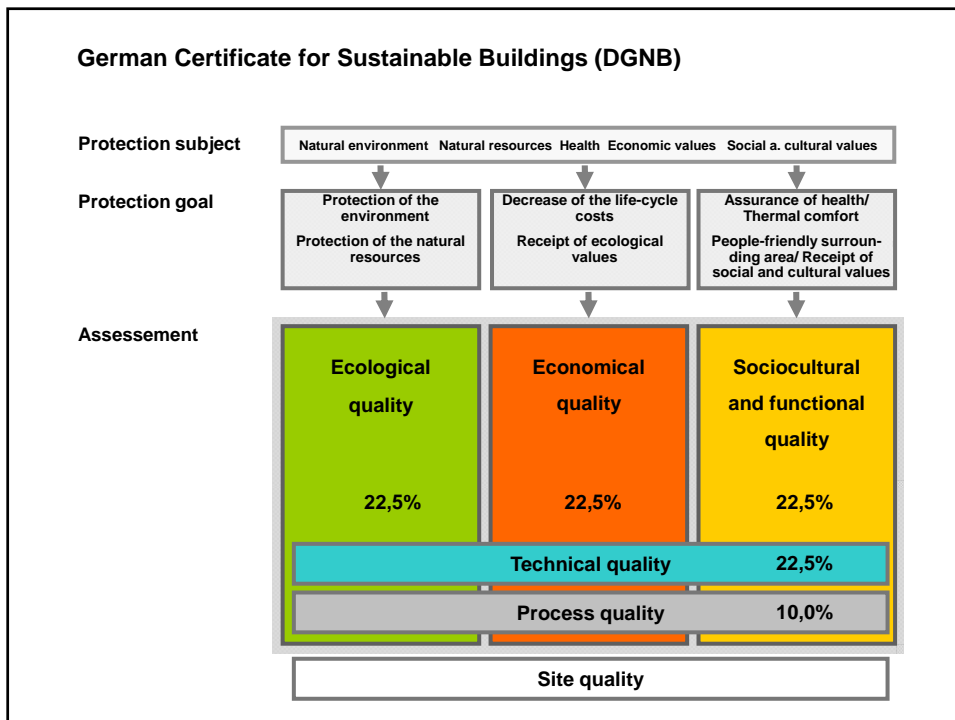 German Certificate for Sustainable Buildings (DGNB)
Protection subject
Natural environment Natural resources Health Economic values Social a. cultural values
Protection goal
Protection of the
environment
Protection of the natural
resources
Decrease of the life-cycle
costs
Receipt of ecological
values
Assurance of health/
Thermal comfort
People-friendly surroun-
ding area/ Receipt of
social and cultural values
Assessement
Ecological
quality
22,5%
Economical
quality
22,5%
Sociocultural
and functional
quality
22,5%
Technical quality 22,5%
Process quality 10,0%
Site quality